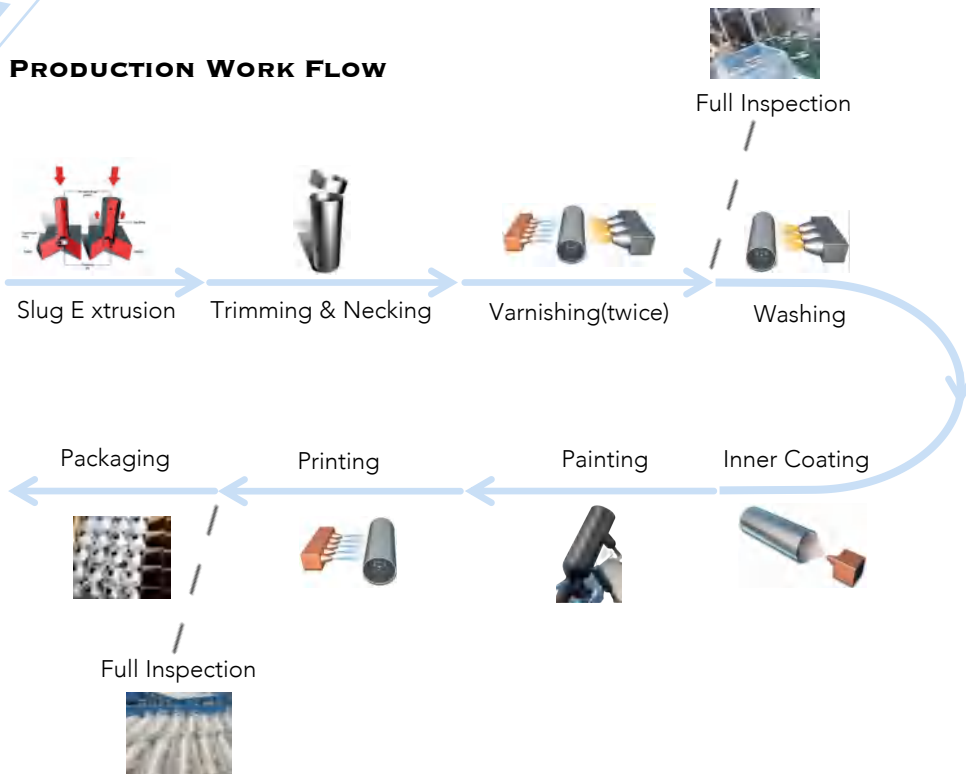 PRODUCTION WORK FLOW
Full Inspection
Slug E xtrusion
Trimming & Necking
Varnishing(twice)
Washing
Packaging
Printing
Painting
Inner Coating
Full Inspection